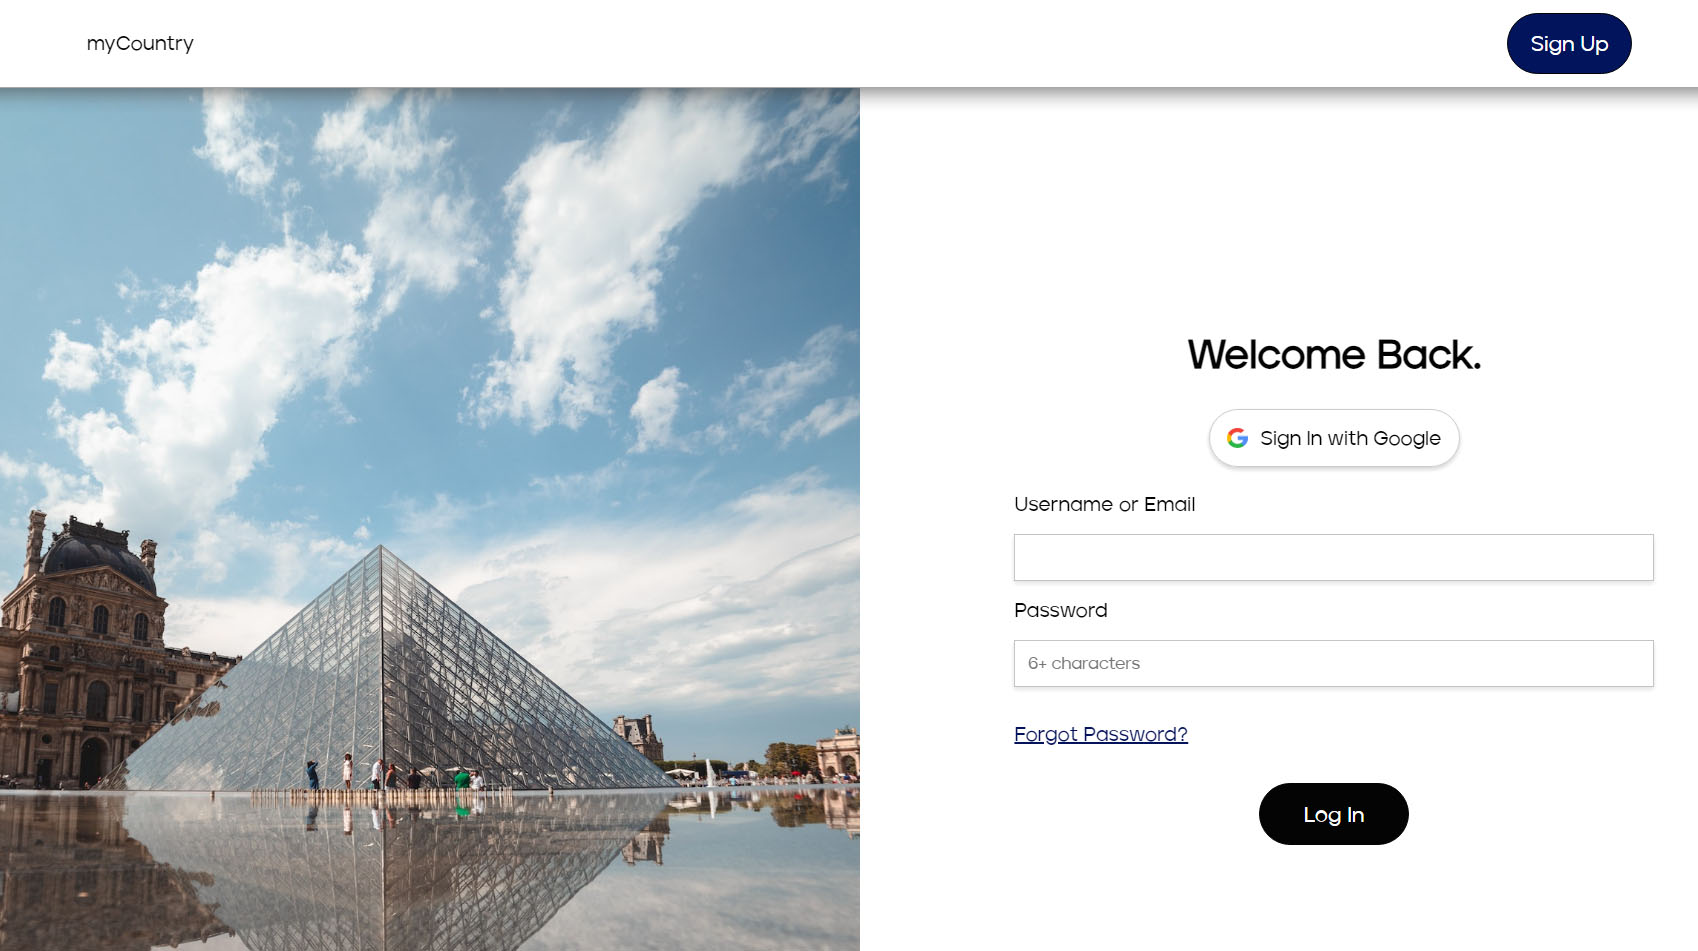 myCountry
Sign Up
Welcome Back.
Sign In with Google
Username or Email
Password
6+ characters
Forgot Password?
Log In